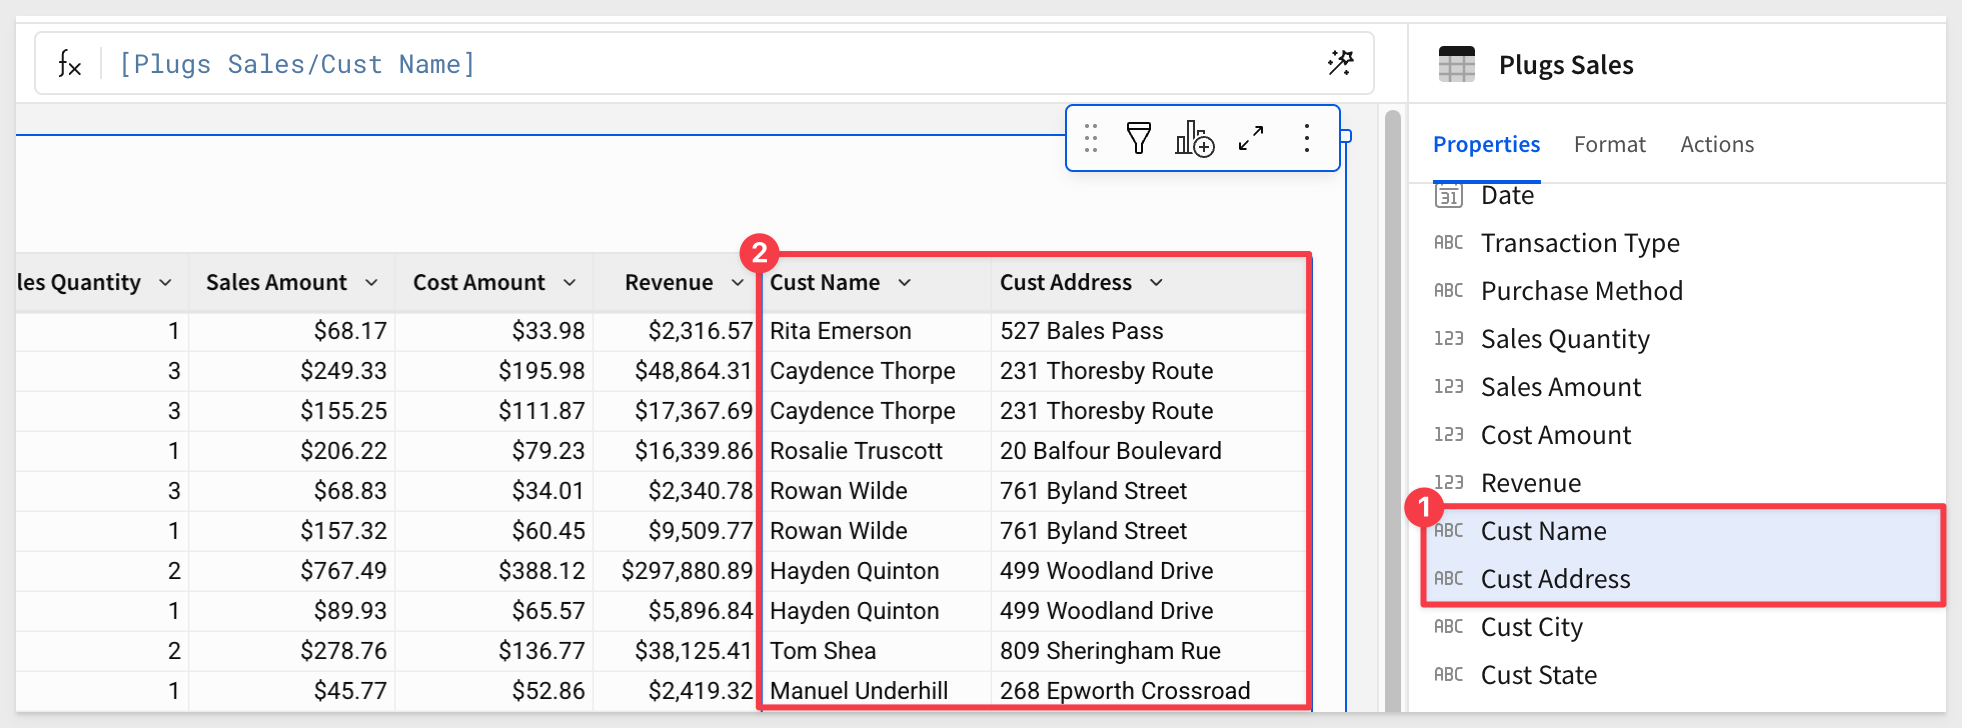 fx [Plugs Sales/Cust Name]
Plugs Sales
Properties Format Actions
31 Date
ABC Transaction Type
ABC Purchase Method
123 Sales Quantity
123 Sales Amount
123 Cost Amount
123 Revenue
1
ABC Cust Name
ABC Cust Address
ABC Cust City
ABC Cust State
2
les Quantity Sales Amount Cost Amount Revenue Cust Name Cust Address
1 $68.17 $33.98 $2,316.57 Rita Emerson 527 Bales Pass
3 $249.33 $195.98 $48,864.31 Caydence Thorpe 231 Thoresby Route
3 $155.25 $111.87 $17,367.69 Caydence Thorpe 231 Thoresby Route
1 $206.22 $79.23 $16,339.86 Rosalie Truscott 20 Balfour Boulevard
3 $68.83 $34.01 $2,340.78 Rowan Wilde 761 Byland Street
1 $157.32 $60.45 $9,509.77 Rowan Wilde 761 Byland Street
2 $767.49 $388.12 $297,880.89 Hayden Quinton 499 Woodland Drive
1 $89.93 $65.57 $5,896.84 Hayden Quinton 499 Woodland Drive
2 $278.76 $136.77 $38,125.41 Tom Shea 809 Sheringham Rue
1 $45.77 $52.86 $2,419.32 Manuel Underhill 268 Epworth Crossroad